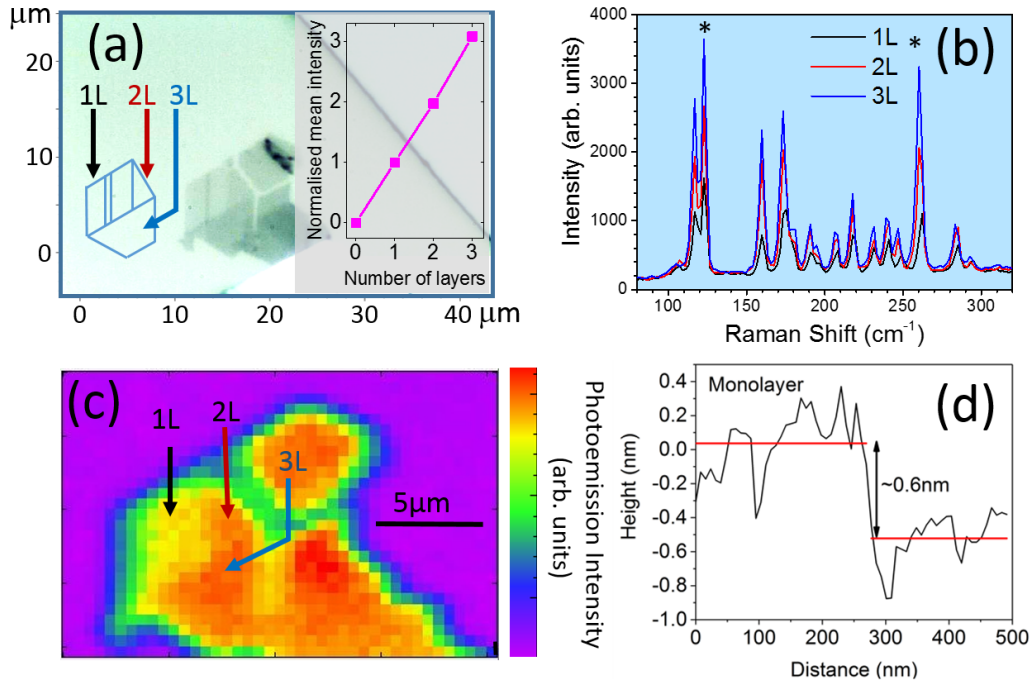 μm
20
10
0
0
10
20
30
40
μm
(a)
1L
2L
3L
Normalised mean intensity
3
2
1
0
0
1
2
3
Number of layers
(b)
*
*
1L
2L
3L
Intensity (arb. units)
4000
3000
2000
1000
0
100
150
200
250
300
Raman Shift (cm⁻¹)
(c)
1L
2L
3L
5μm
Photoemission Intensity
(arb. units)
(d)
Monolayer
~0.6nm
Height (nm)
0.4
0.2
0.0
-0.2
-0.4
-0.6
-0.8
-1.0
0
100
200
300
400
500
Distance (nm)